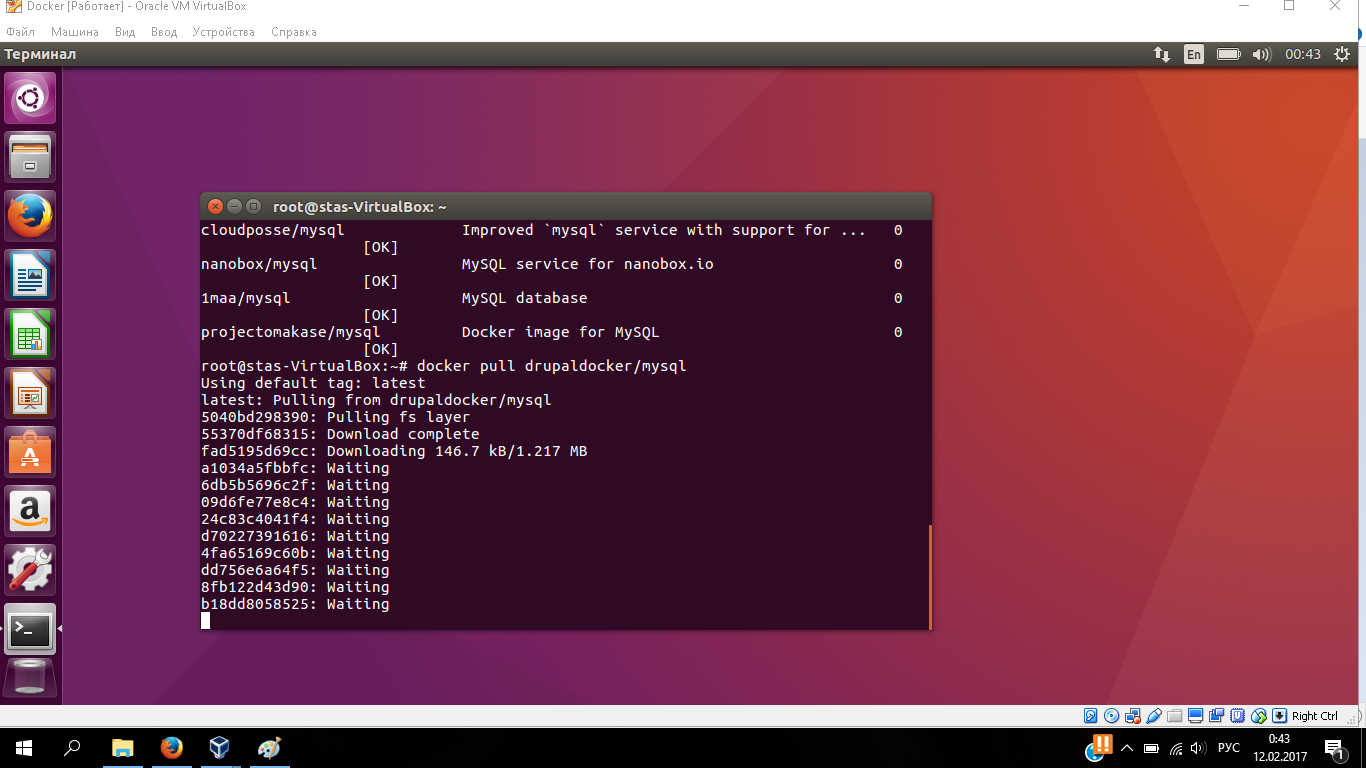 Docker [Работает] - Oracle VM VirtualBox
Файл Машина Вид Ввод Устройства Справка
Терминал En 00:43
root@stas-VirtualBox: ~
cloudposse/mysql Improved `mysql` service with support for ... 0
[OK]
nanobox/mysql MySQL service for nanobox.io 0
[OK]
1maa/mysql MySQL database 0
[OK]
projectomakase/mysql Docker image for MySQL 0
[OK]
root@stas-VirtualBox:~# docker pull drupaldocker/mysql
Using default tag: latest
latest: Pulling from drupaldocker/mysql
5040bd298390: Pulling fs layer
55370df68315: Download complete
fad5195d69cc: Downloading 146.7 kB/1.217 MB
a1034a5fbbfc: Waiting
6db5b5696c2f: Waiting
09d6fe77e8c4: Waiting
24c83c4041f4: Waiting
d70227391616: Waiting
4fa65169c60b: Waiting
dd756e6a64f5: Waiting
8fb122d43d90: Waiting
b18dd8058525: Waiting
Right Ctrl
РУС
0:43
12.02.2017
1